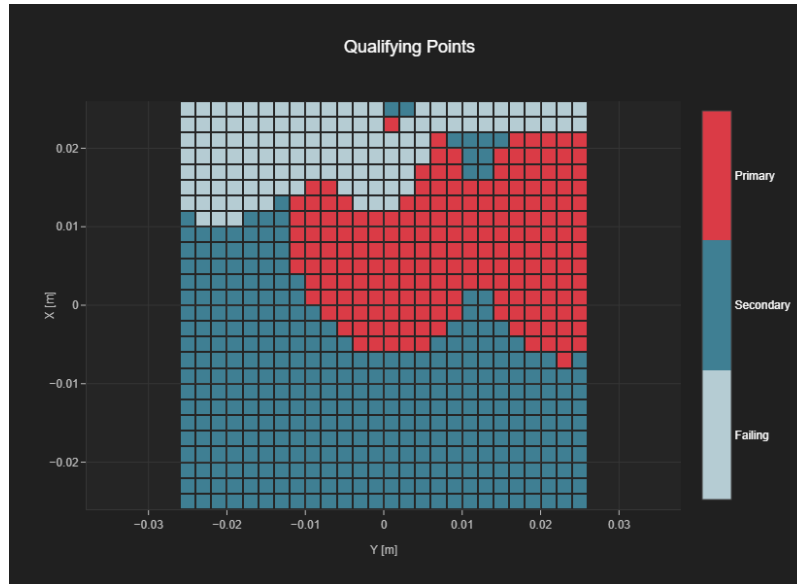 Qualifying Points
Primary
Secondary
Failing
0.02
0.01
0
−0.01
−0.02
X [m]
−0.03
−0.02
−0.01
0
0.01
0.02
0.03
Y [m]